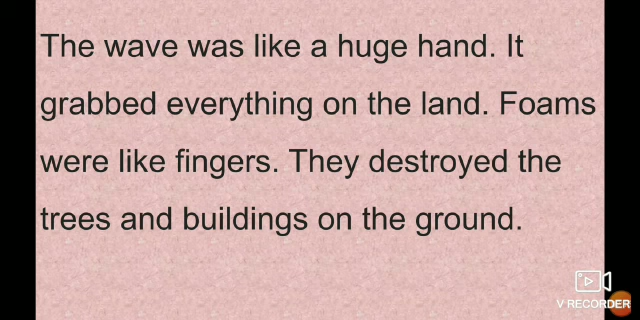 The wave was like a huge hand. It
grabbed everything on the land. Foams
were like fingers. They destroyed the
trees and buildings on the ground.
V RECORDER